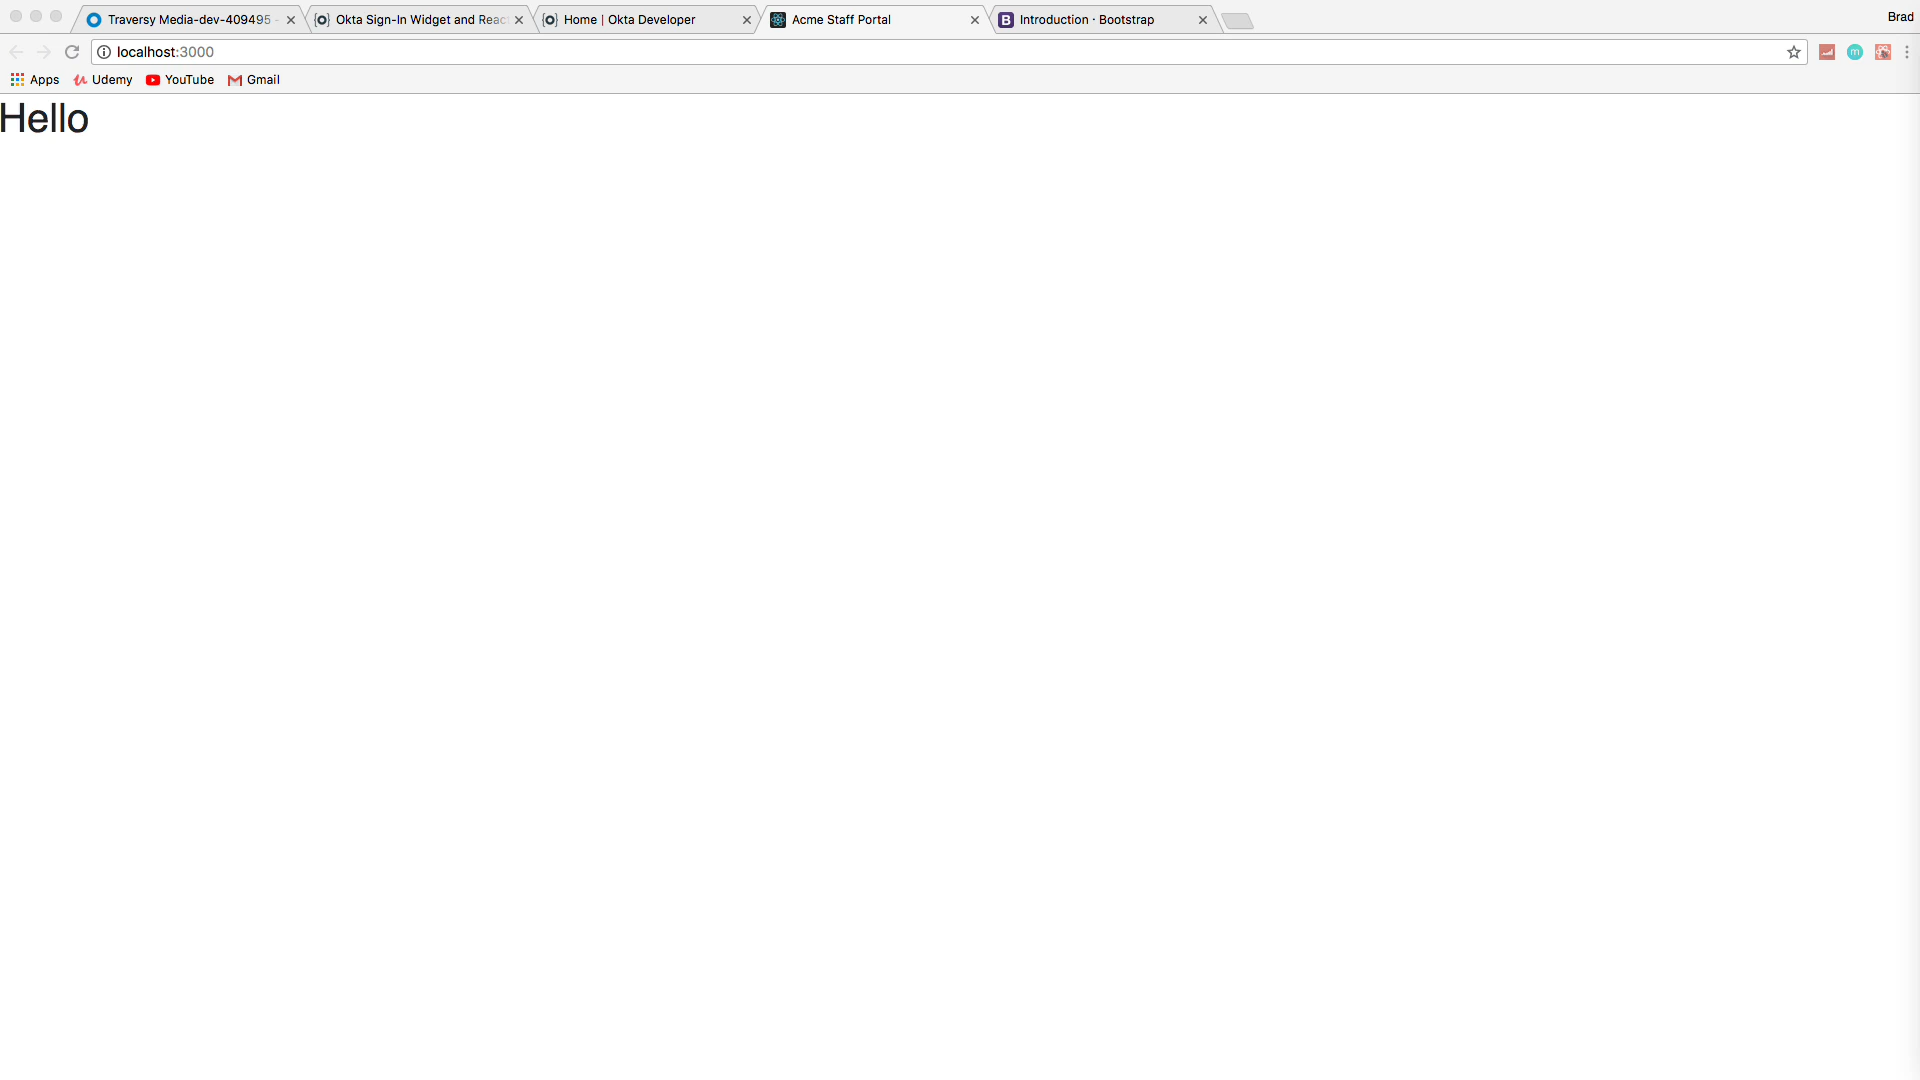 Traversy Media-dev-409495 -
Okta Sign-In Widget and Reac
Home | Okta Developer
Acme Staff Portal
B Introduction · Bootstrap
Brad
localhost:3000
m
Apps
Udemy
YouTube
Gmail
Hello